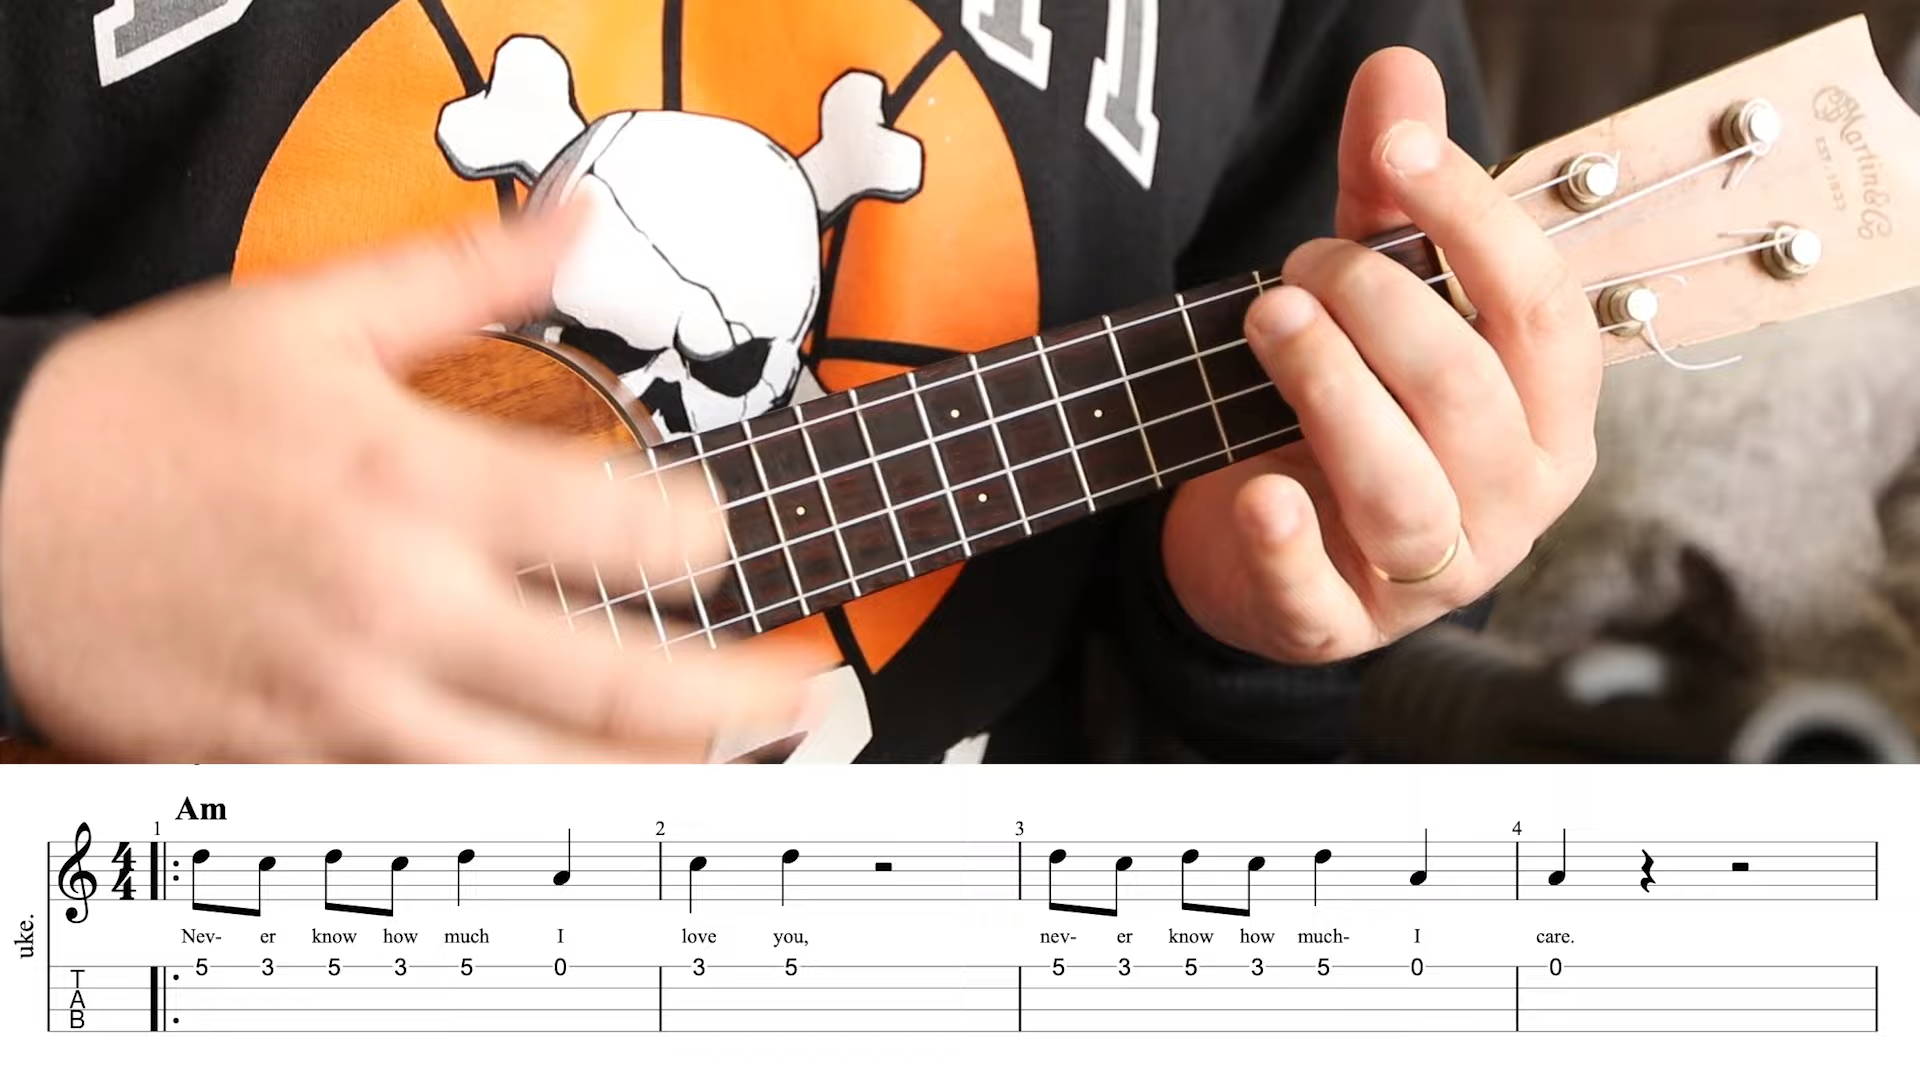 Martin & Co
EST. 1833
Am
1 2 3 4
4
4
uke.
Nev- er know how much I love you, nev- er know how much- I care.
5 3 5 3 5 0 3 5 5 3 5 3 5 0 0
T
A
B